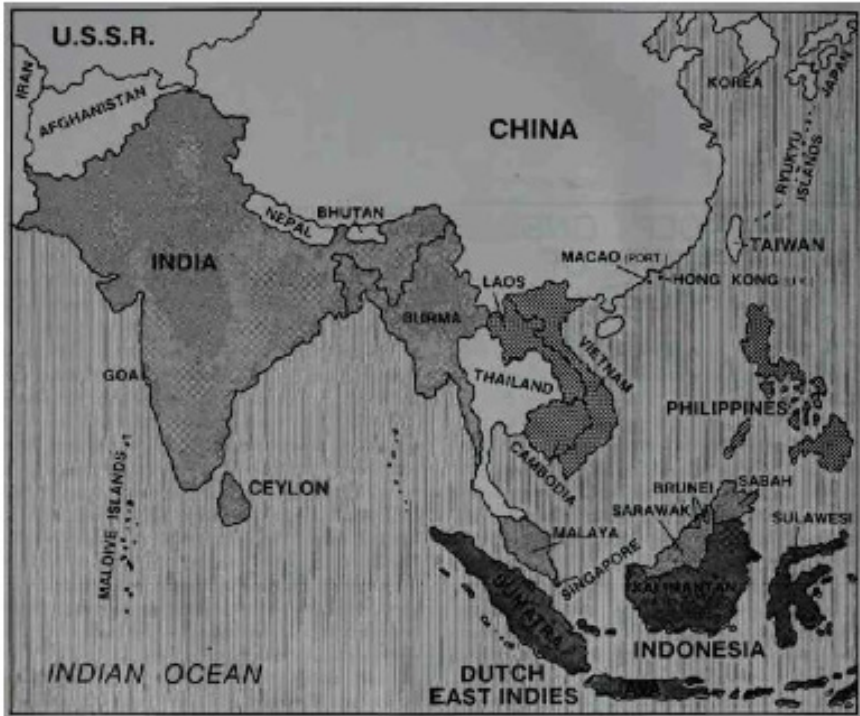 U.S.S.R.
IRAN
AFGHANISTAN
CHINA
KOREA
JAPAN
RYUKYU
ISLANDS
NEPAL
BHUTAN
INDIA
TAIWAN
MACAO (PORT.)
HONG KONG (U.K.)
LAOS
BURMA
GOA
THAILAND
VIETNAM
PHILIPPINES
CAMBODIA
CEYLON
MALDIVE ISLANDS
BRUNEI
SABAH
SARAWAK
SULAWESI
MALAYA
SINGAPORE
SUMATRA
KALIMANTAN
INDONESIA
INDIAN OCEAN
DUTCH
EAST INDIES
JAVA